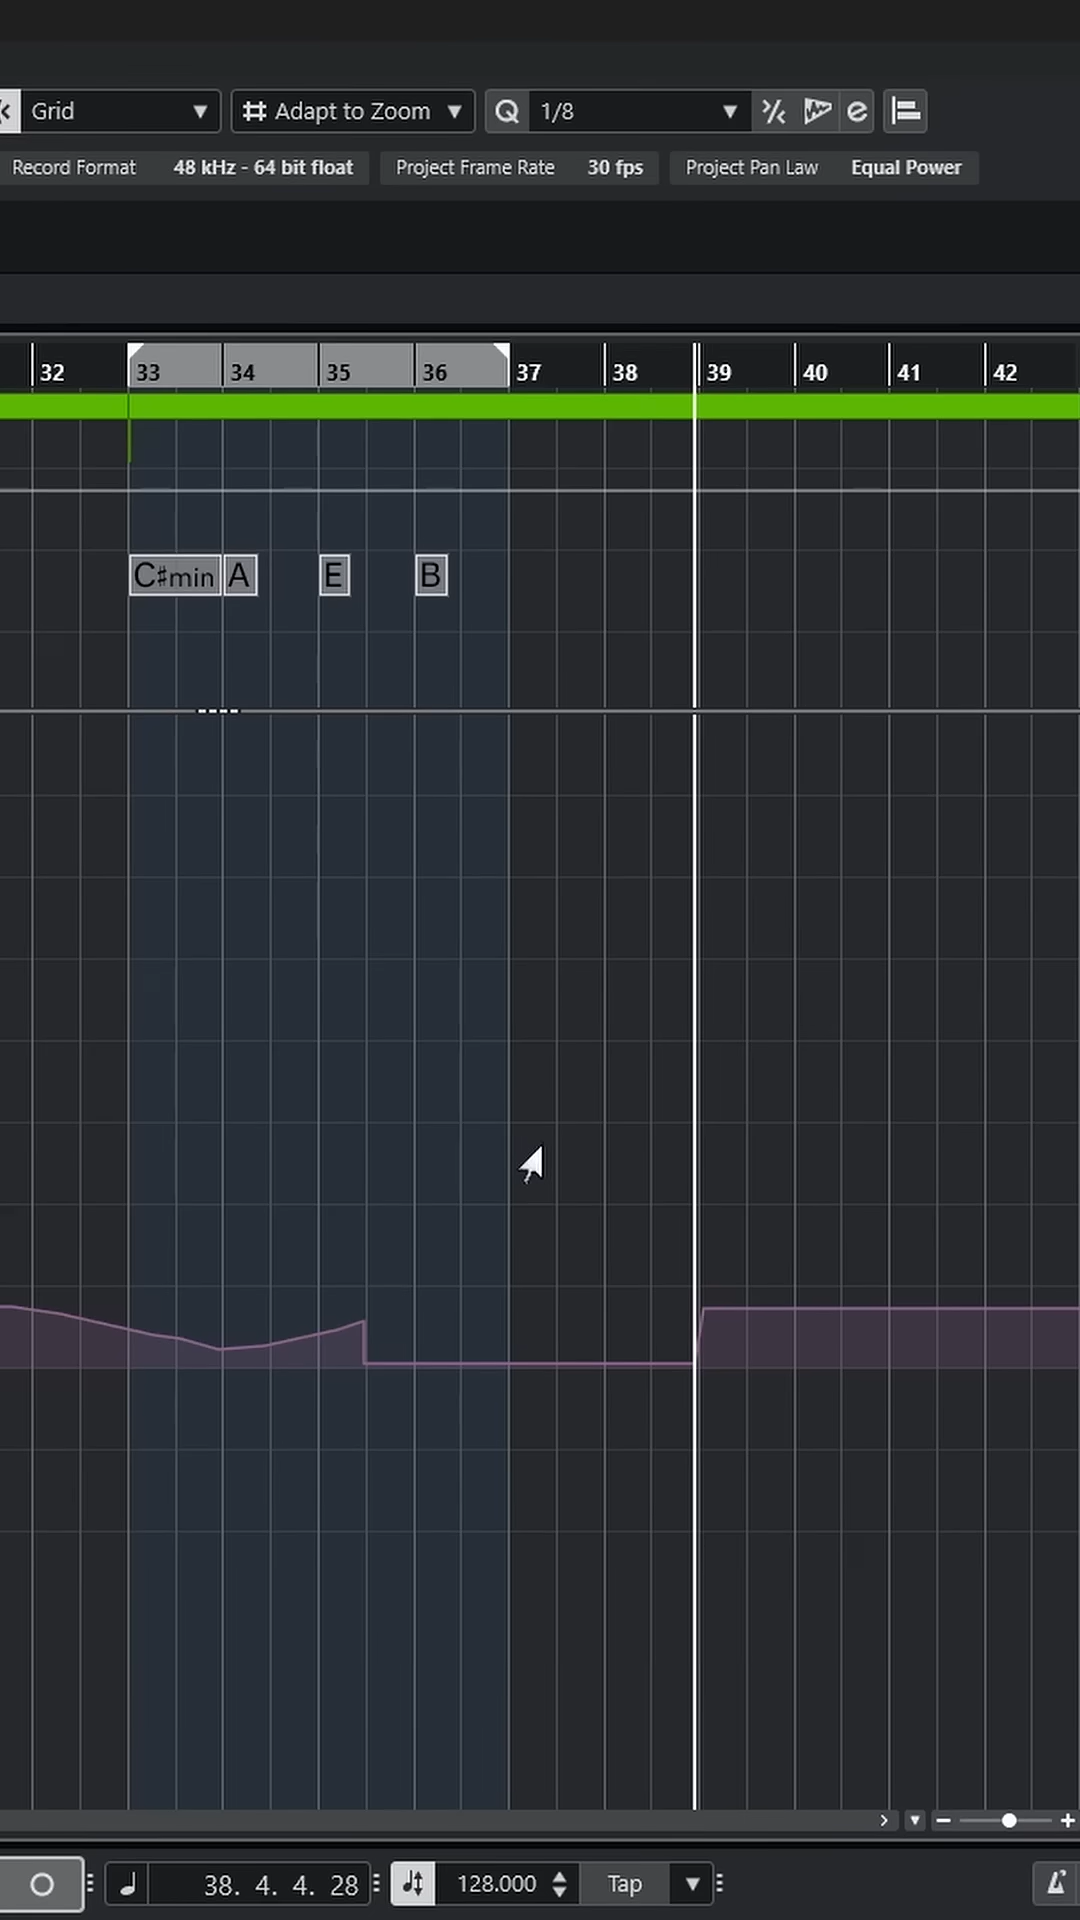 Grid Adapt to Zoom Q 1/8 e
Record Format 48 kHz - 64 bit float Project Frame Rate 30 fps Project Pan Law Equal Power
32 33 34 35 36 37 38 39 40 41 42
C♯min A E B
38. 4. 4. 28 128.000 Tap